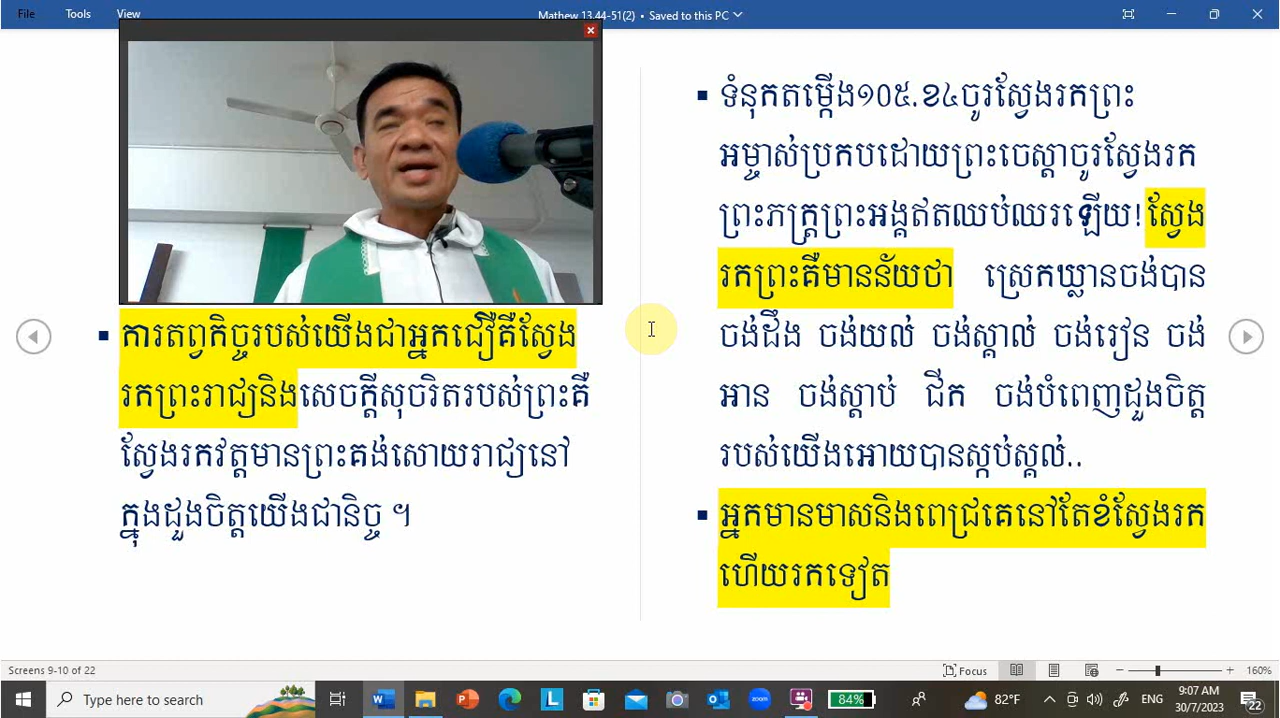 File Tools View Mathew 13.44-51(2) • Saved to this PC
ការតព្វកិច្ចរបស់យើងជាអ្នកជឿគឺស្វែង
រកព្រះរាជ្យនិងសេចក្តីសុចរិតរបស់ព្រះគឺ
ស្វែងរកវត្តមានព្រះគង់សោយរាជ្យនៅ
ក្នុងដួងចិត្តយើងជានិច្ច ។
ទំនុកតម្កើង១០៥.ខ៤ចូរស្វែងរកព្រះ
អម្ចាស់ប្រកបដោយព្រះចេស្តាចូរស្វែងរក
ព្រះភក្ត្រព្រះអង្គឥតឈប់ឈរឡើយ! ស្វែង
រកព្រះគឺមានន័យថា ស្រេកឃ្លានចង់បាន
ចង់ដឹង ចង់យល់ ចង់ស្គាល់ ចង់រៀន ចង់
អាន ចង់ស្តាប់ ជីក ចង់បំពេញដួងចិត្ត
របស់យើងអោយបានស្កប់ស្កល់..
អ្នកមានមាសនិងពេជ្រគេនៅតែខំស្វែងរក
ហើយរកទៀត
Screens 9-10 of 22 Focus 160%
Type here to search 84% 82°F ENG 9:07 AM
30/7/2023 22